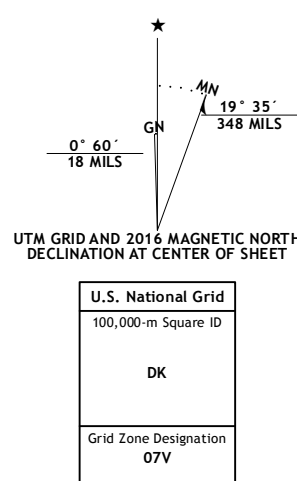 ★
MN
19° 35´
348 MILS
GN
0° 60´
18 MILS
UTM GRID AND 2016 MAGNETIC NORTH
DECLINATION AT CENTER OF SHEET
U.S. National Grid
100,000-m Square ID
DK
Grid Zone Designation
07V